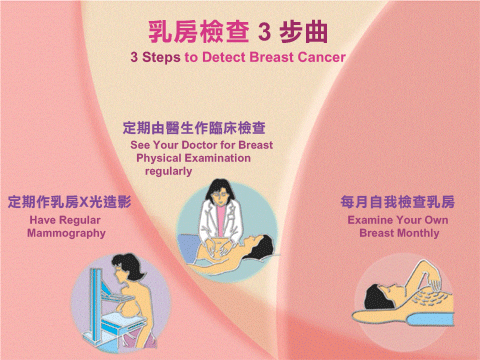 乳房檢查 3 步曲
3 Steps to Detect Breast Cancer
定期由醫生作臨床檢查
See Your Doctor for Breast
Physical Examination
regularly
定期作乳房X光造影
Have Regular
Mammography
每月自我檢查乳房
Examine Your Own
Breast Monthly